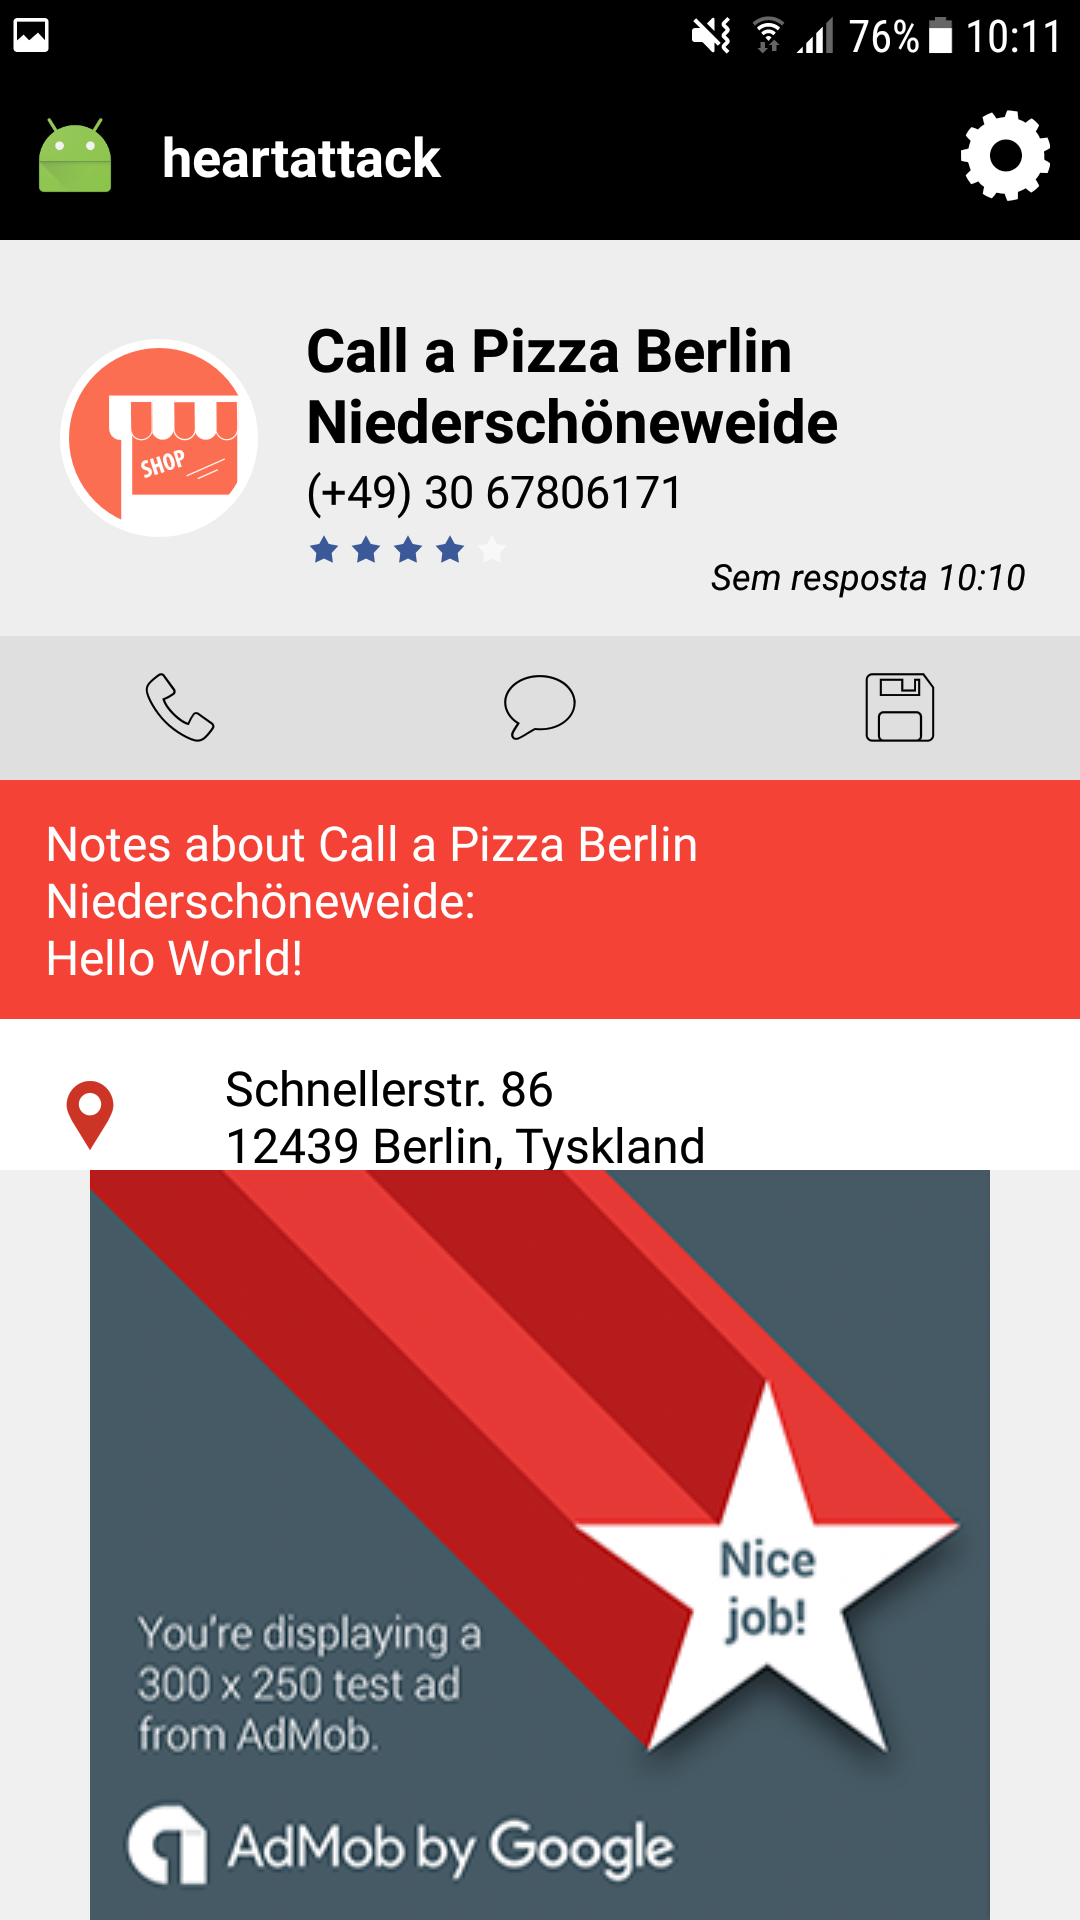 76% 10:11
heartattack
Call a Pizza Berlin
Niederschöneweide
(+49) 30 67806171
Sem resposta 10:10
SHOP
Notes about Call a Pizza Berlin
Niederschöneweide:
Hello World!
Schnellerstr. 86
12439 Berlin, Tyskland
Nice
job!
You're displaying a
300 x 250 test ad
from AdMob.
AdMob by Google